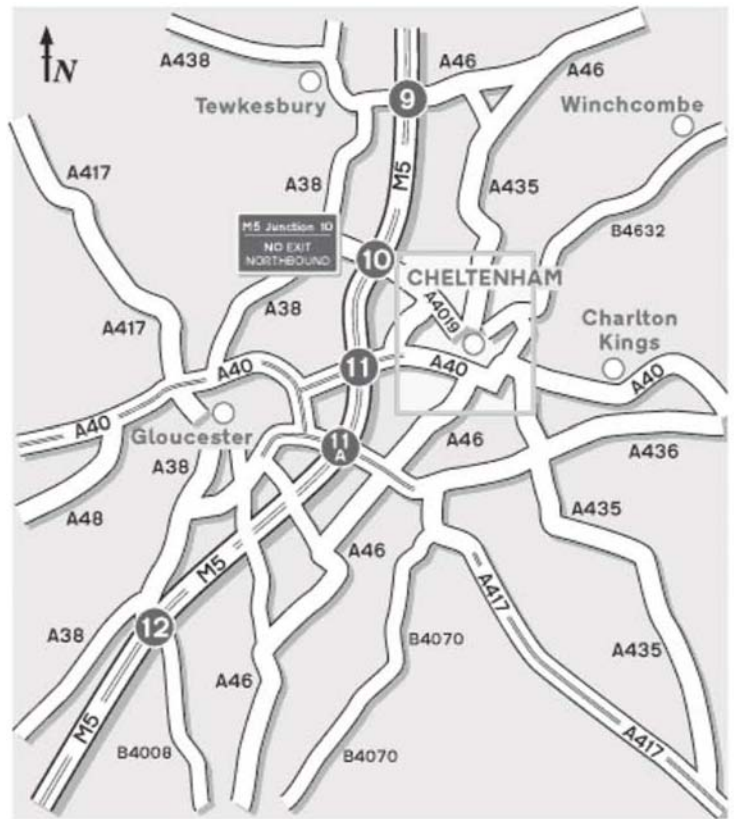 N
A438
A46
A46
Tewkesbury
9
Winchcombe
A417
A38
M5
A435
B4632
M5 Junction 10
NO EXIT
NORTHBOUND
10
CHELTENHAM
A38
A4019
A417
Charlton
Kings
11
A40
A40
A40
A40
Gloucester
11
A
A46
A436
A38
A48
A435
A46
M5
A417
12
A38
B4070
A435
A46
M5
B4008
B4070
A417